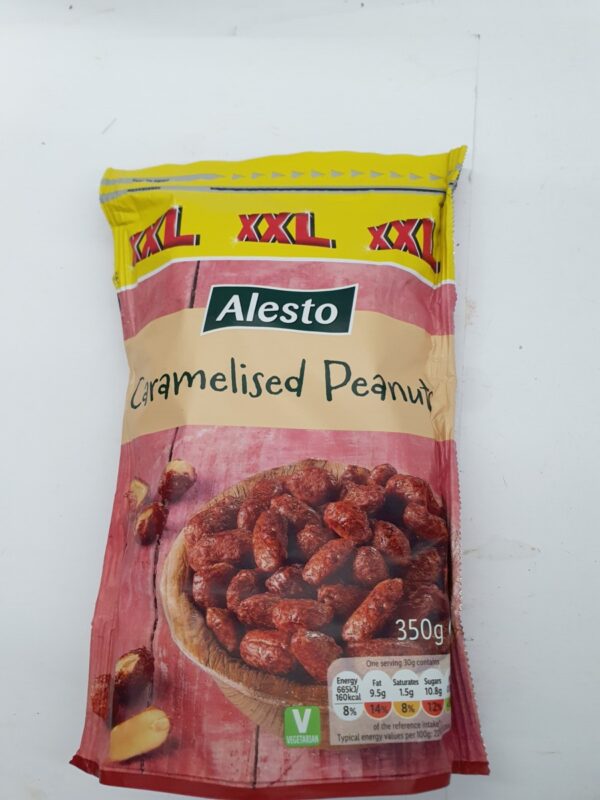 XXL XXL XXL
Alesto
Caramelised Peanuts
350g
One serving 30g contains
Energy Fat Saturates Sugars
665kJ/ 9.5g 1.5g 10.8g
160kcal
8% 14% 8% 12%
of the reference intake*
Typical energy values per 100g:
V
VEGETARIAN